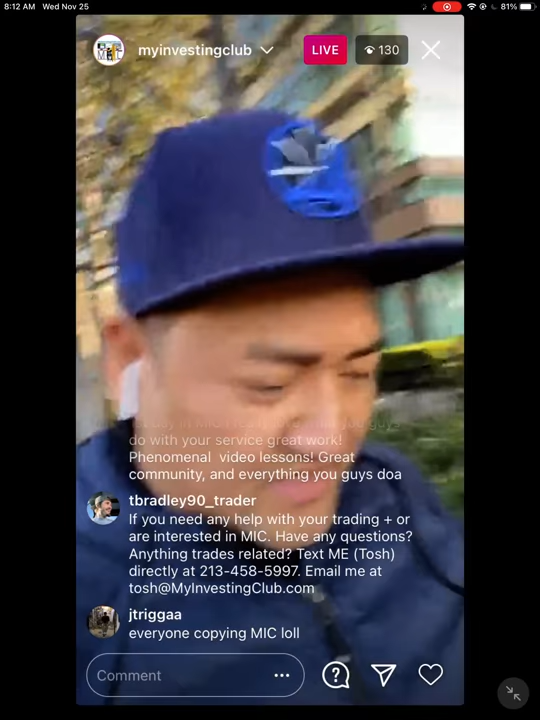 8:12 AM Wed Nov 25
81%
myinvestingclub
LIVE
130
do with your service great work!
Phenomenal video lessons! Great
community, and everything you guys doa
tbradley90_trader
If you need any help with your trading + or
are interested in MIC. Have any questions?
Anything trades related? Text ME (Tosh)
directly at 213-458-5997. Email me at
tosh@MyInvestingClub.com
jtriggaa
everyone copying MIC loll
Comment